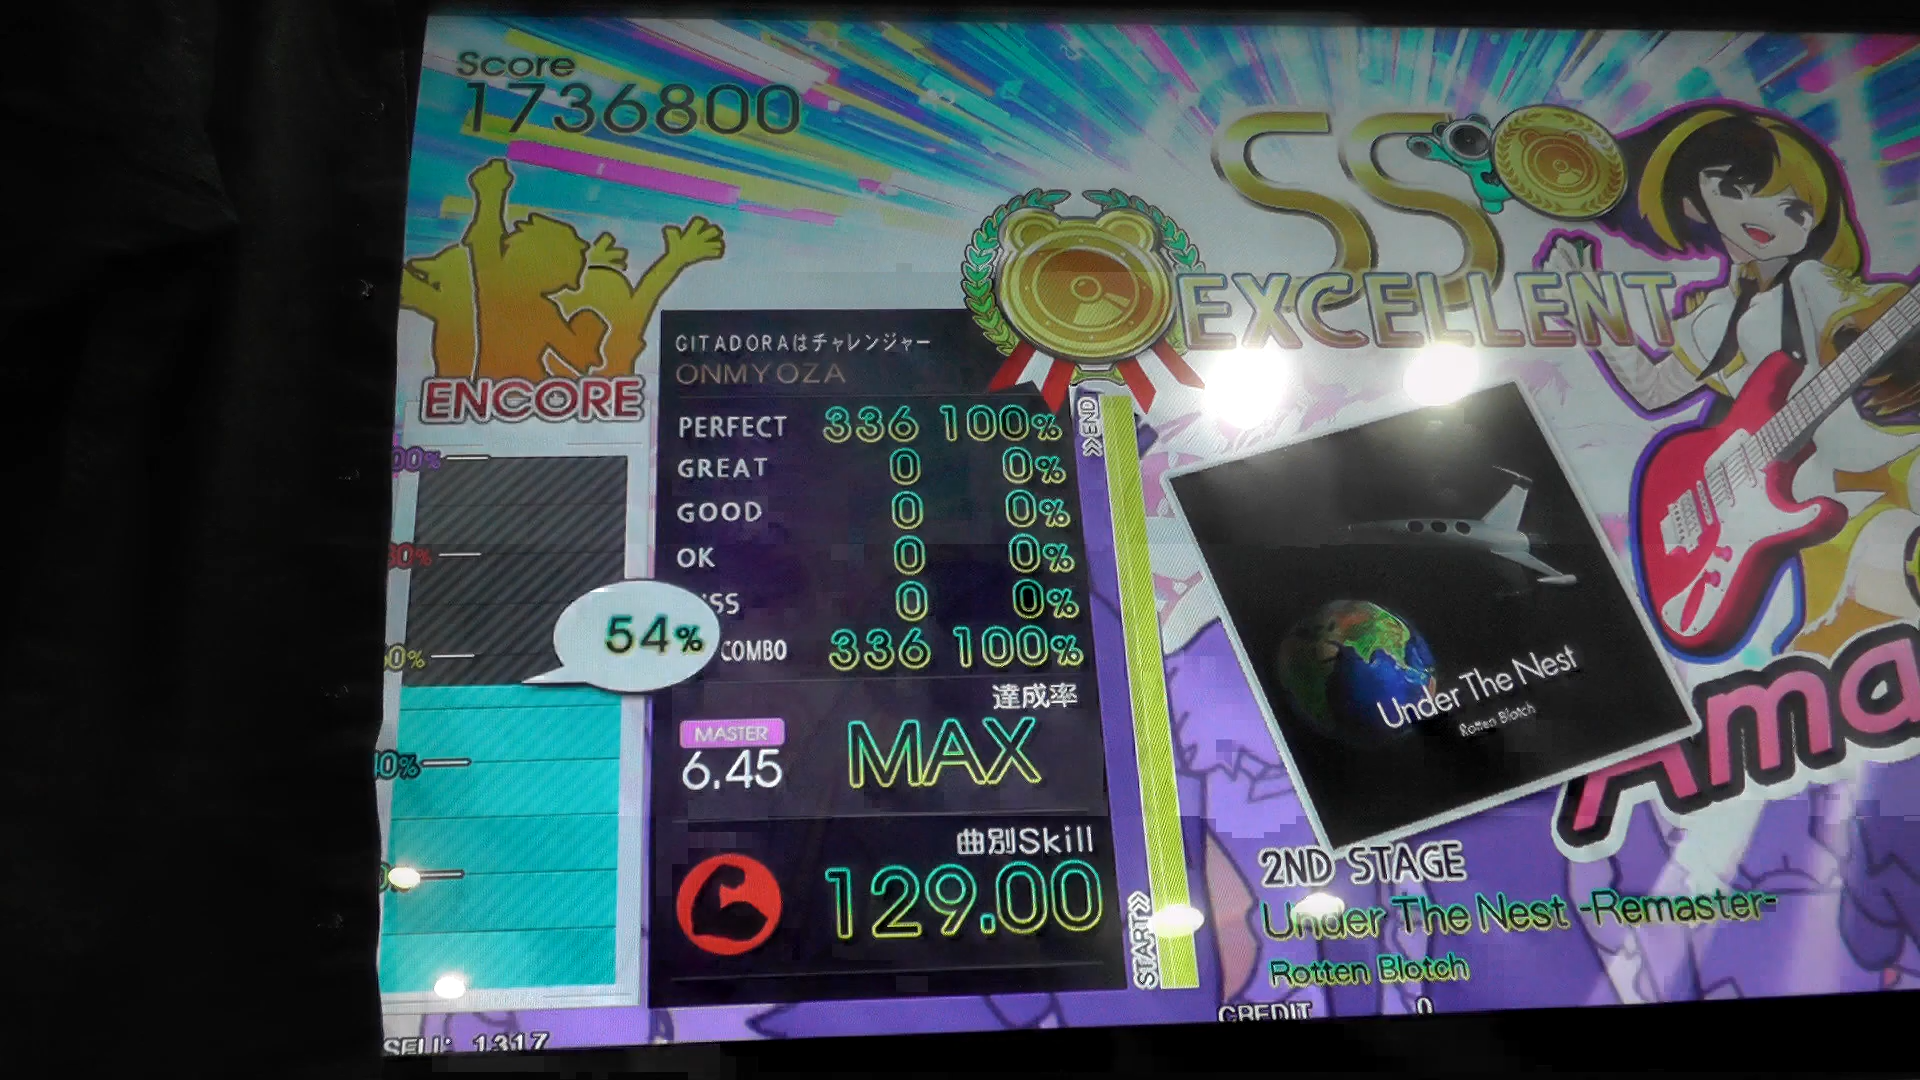 Score
1736800
SS
EXCELLENT
ENCORE
GITADORAはチャレンジャー
ONMYOZA
PERFECT 336 100%
GREAT 0 0%
GOOD 0 0%
OK 0 0%
0 0%
COMBO 336 100%
54%
達成率
MASTER
6.45
MAX
曲別Skill
129.00
»END
START»
Under The Nest
Rotten Blotch
Ama
2ND STAGE
Under The Nest -Remaster-
Rotten Blotch
CREDIT 0
1317